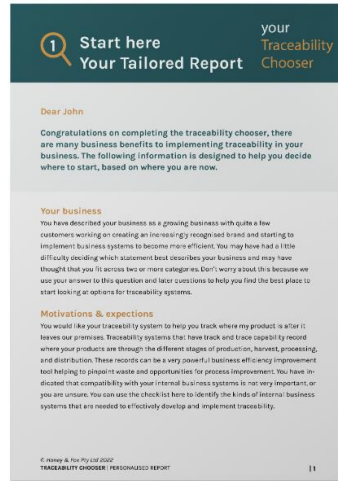 your
Traceability
Chooser
1
Start here
Your Tailored Report
Dear John
Congratulations on completing the traceability chooser, there
are many business benefits to implementing traceability in your
business. The following information is designed to help you decide
where to start, based on where you are now.
Your business
You have described your business as a growing business with quite a few
customers working on creating an increasingly recognised brand and starting to
implement business systems to become more efficient. You may have had a little
difficulty deciding which statement best describes your business and may have
thought that you fit across two or more categories. Don't worry about this because we
use your answer to this question and later questions to help you find the best place to
start looking at options for traceability systems.
Motivations & expections
You would like your traceability system to help you track where my product is after it
leaves our premises. Traceability systems that have track and trace capability record
where your products are through the different stages of production, harvest, processing,
and distribution. These records can be a very powerful business efficiency improvement
tool helping to pinpoint waste and opportunities for process improvement. You have in-
dicated that compatibility with your internal business systems is not very important, or
you are unsure. You can use the checklist here to identify the kinds of internal business
systems that are needed to effectively develop and implement traceability.
© Honey & Fox Pty Ltd 2022
TRACEABILITY CHOOSER | PERSONALISED REPORT
| 1